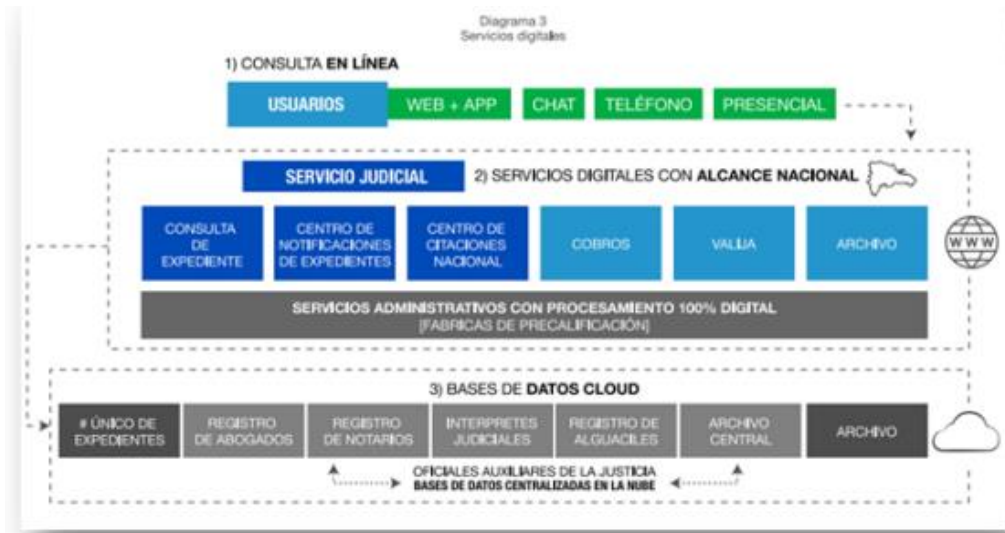 Diagrama 3
Servicios digitales
1) CONSULTA EN LÍNEA
USUARIOS
WEB + APP
CHAT
TELÉFONO
PRESENCIAL
SERVICIO JUDICIAL
2) SERVICIOS DIGITALES CON ALCANCE NACIONAL
CONSULTA
DE
EXPEDIENTE
CENTRO DE
NOTIFICACIONES
DE EXPEDIENTES
CENTRO DE
CITACIONES
NACIONAL
COBROS
VALIJA
ARCHIVO
WWW
SERVICIOS ADMINISTRATIVOS CON PROCESAMIENTO 100% DIGITAL
[FABRICAS DE PRECALIFICACIÓN]
3) BASES DE DATOS CLOUD
# ÚNICO DE
EXPEDIENTES
REGISTRO
DE ABOGADOS
REGISTRO
DE NOTARIOS
INTERPRETES
JUDICIALES
REGISTRO DE
ALGUACILES
ARCHIVO
CENTRAL
ARCHIVO
OFICIALES AUXILIARES DE LA JUSTICIA
BASES DE DATOS CENTRALIZADAS EN LA NUBE